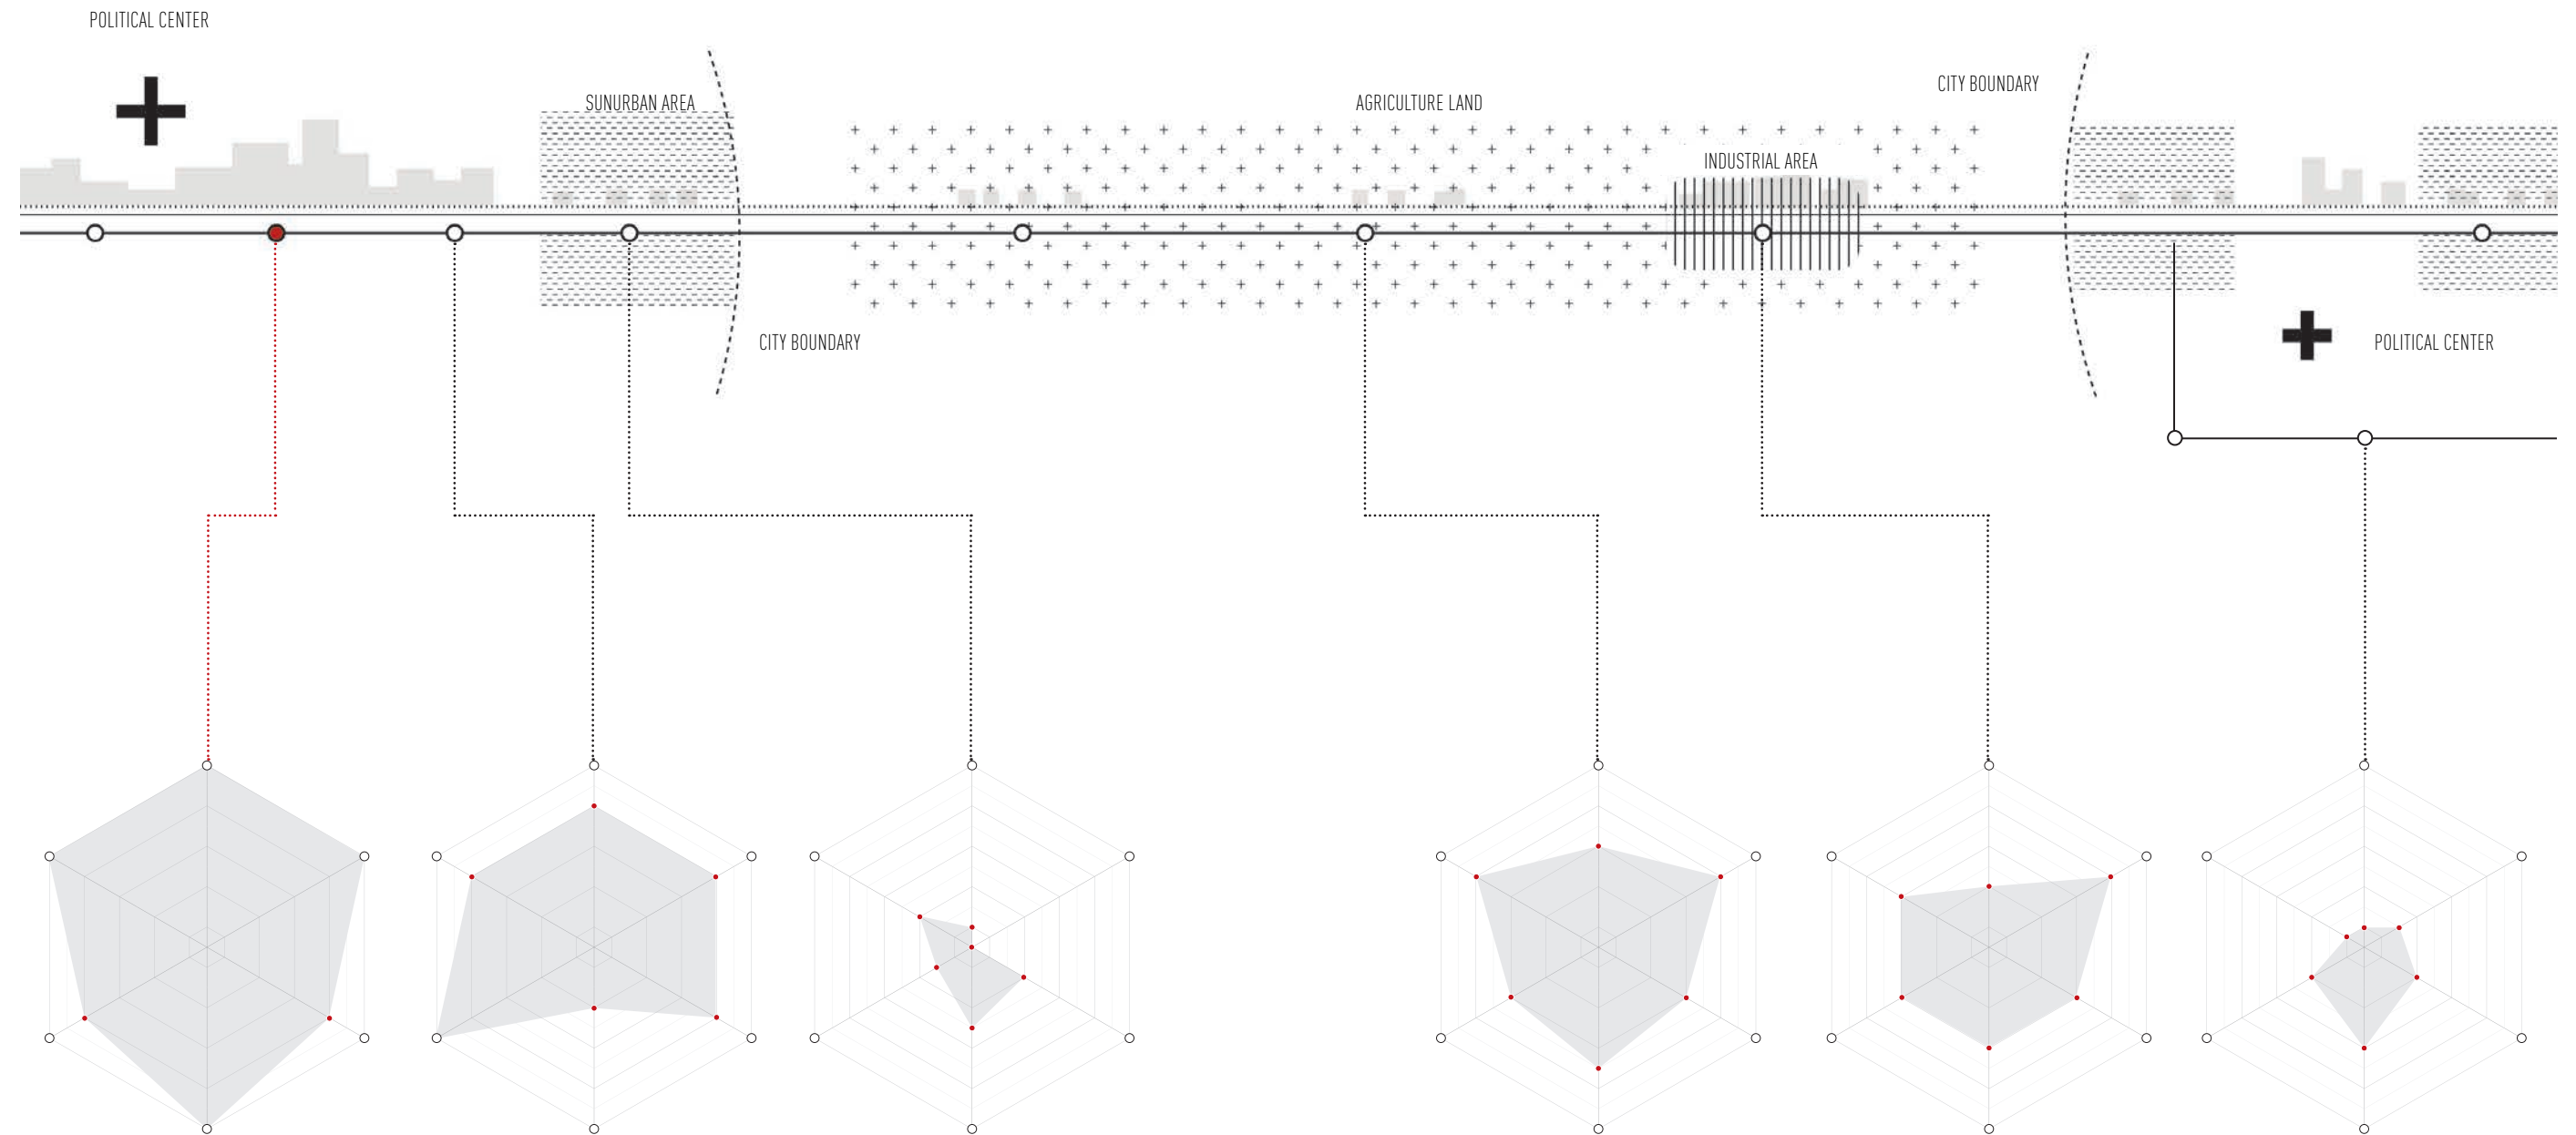 POLITICAL CENTER
CITY BOUNDARY
SUNURBAN AREA
AGRICULTURE LAND
INDUSTRIAL AREA
CITY BOUNDARY
POLITICAL CENTER